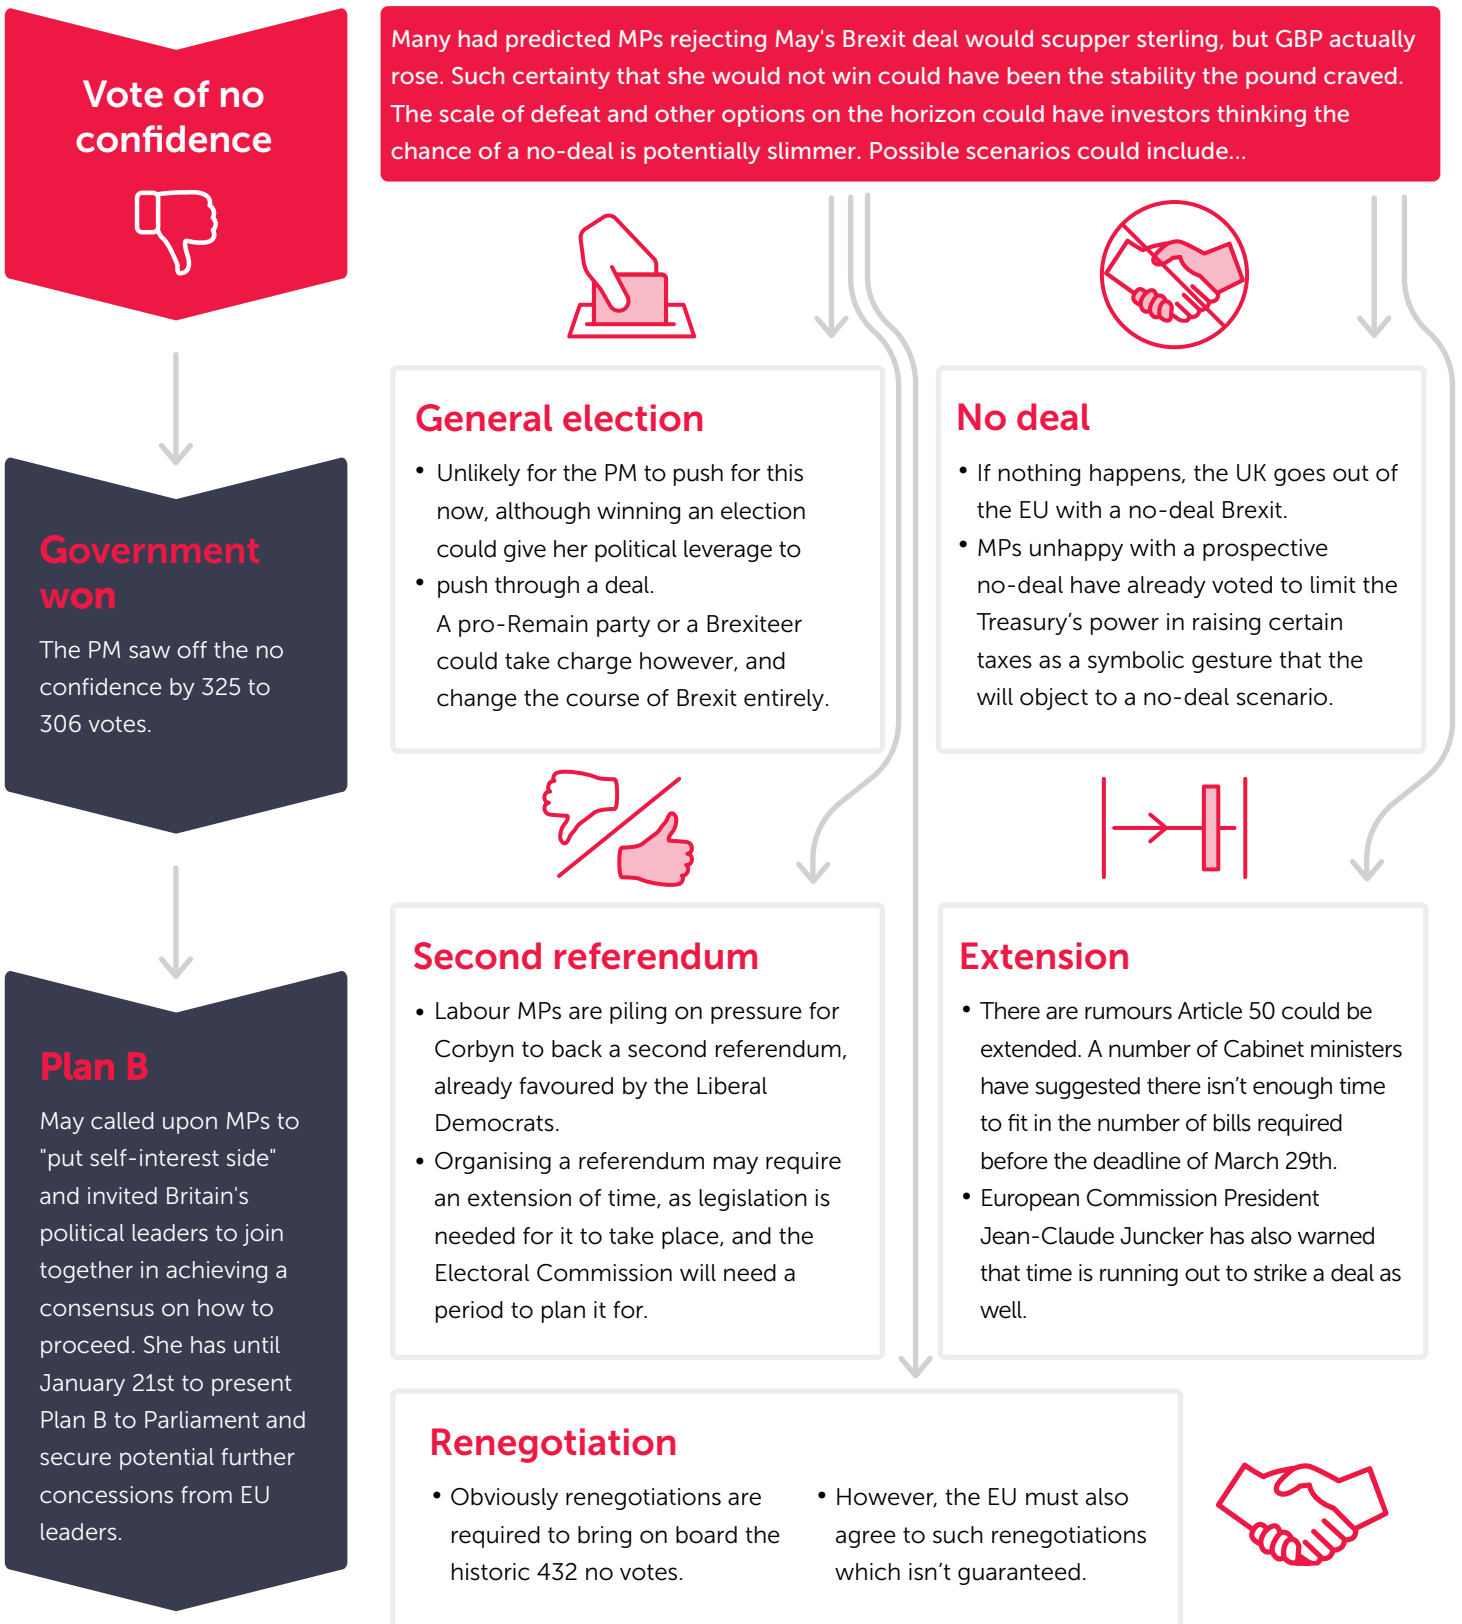 Vote of no
confidence
Many had predicted MPs rejecting May's Brexit deal would scupper sterling, but GBP actually
rose. Such certainty that she would not win could have been the stability the pound craved.
The scale of defeat and other options on the horizon could have investors thinking the
chance of a no-deal is potentially slimmer. Possible scenarios could include...
Government
won
The PM saw off the no
confidence by 325 to
306 votes.
Plan B
May called upon MPs to
"put self-interest side"
and invited Britain's
political leaders to join
together in achieving a
consensus on how to
proceed. She has until
January 21st to present
Plan B to Parliament and
secure potential further
concessions from EU
leaders.
General election
• Unlikely for the PM to push for this
now, although winning an election
could give her political leverage to
• push through a deal.
A pro-Remain party or a Brexiteer
could take charge however, and
change the course of Brexit entirely.
No deal
• If nothing happens, the UK goes out of
the EU with a no-deal Brexit.
• MPs unhappy with a prospective
no-deal have already voted to limit the
Treasury's power in raising certain
taxes as a symbolic gesture that the
will object to a no-deal scenario.
Second referendum
• Labour MPs are piling on pressure for
Corbyn to back a second referendum,
already favoured by the Liberal
Democrats.
• Organising a referendum may require
an extension of time, as legislation is
needed for it to take place, and the
Electoral Commission will need a
period to plan it for.
Extension
• There are rumours Article 50 could be
extended. A number of Cabinet ministers
have suggested there isn't enough time
to fit in the number of bills required
before the deadline of March 29th.
• European Commission President
Jean-Claude Juncker has also warned
that time is running out to strike a deal as
well.
Renegotiation
• Obviously renegotiations are
required to bring on board the
historic 432 no votes.
• However, the EU must also
agree to such renegotiations
which isn't guaranteed.